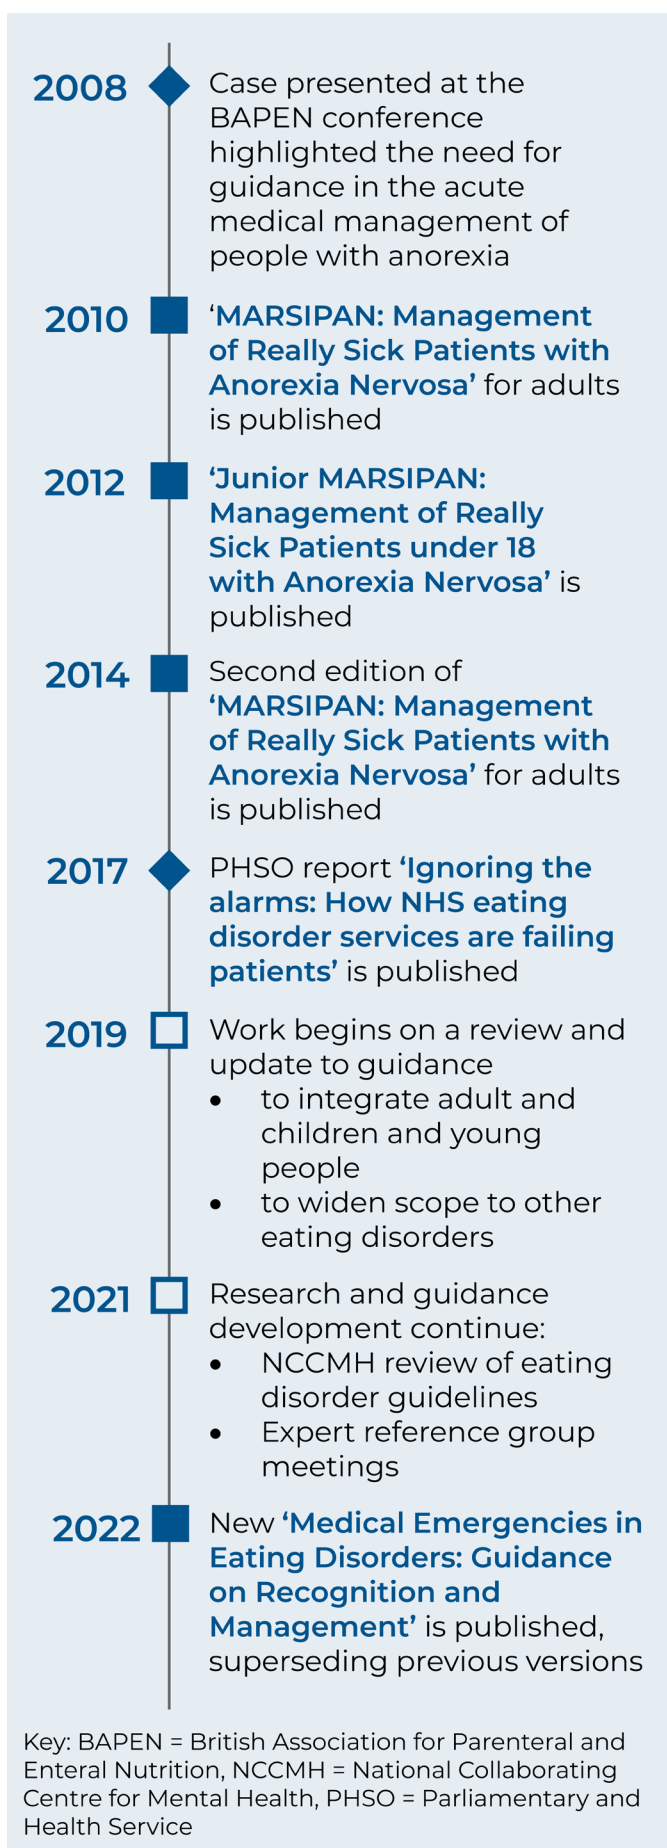 2008
Case presented at the
BAPEN conference
highlighted the need for
guidance in the acute
medical management of
people with anorexia
2010
‘MARSIPAN: Management
of Really Sick Patients with
Anorexia Nervosa’ for adults
is published
2012
‘Junior MARSIPAN:
Management of Really
Sick Patients under 18
with Anorexia Nervosa’ is
published
2014
Second edition of
‘MARSIPAN: Management
of Really Sick Patients with
Anorexia Nervosa’ for adults
is published
2017
PHSO report ‘Ignoring the
alarms: How NHS eating
disorder services are failing
patients’ is published
2019
Work begins on a review and
update to guidance
• to integrate adult and
children and young
people
• to widen scope to other
eating disorders
2021
Research and guidance
development continue:
• NCCMH review of eating
disorder guidelines
• Expert reference group
meetings
2022
New ‘Medical Emergencies in
Eating Disorders: Guidance
on Recognition and
Management’ is published,
superseding previous versions
Key: BAPEN = British Association for Parenteral and
Enteral Nutrition, NCCMH = National Collaborating
Centre for Mental Health, PHSO = Parliamentary and
Health Service